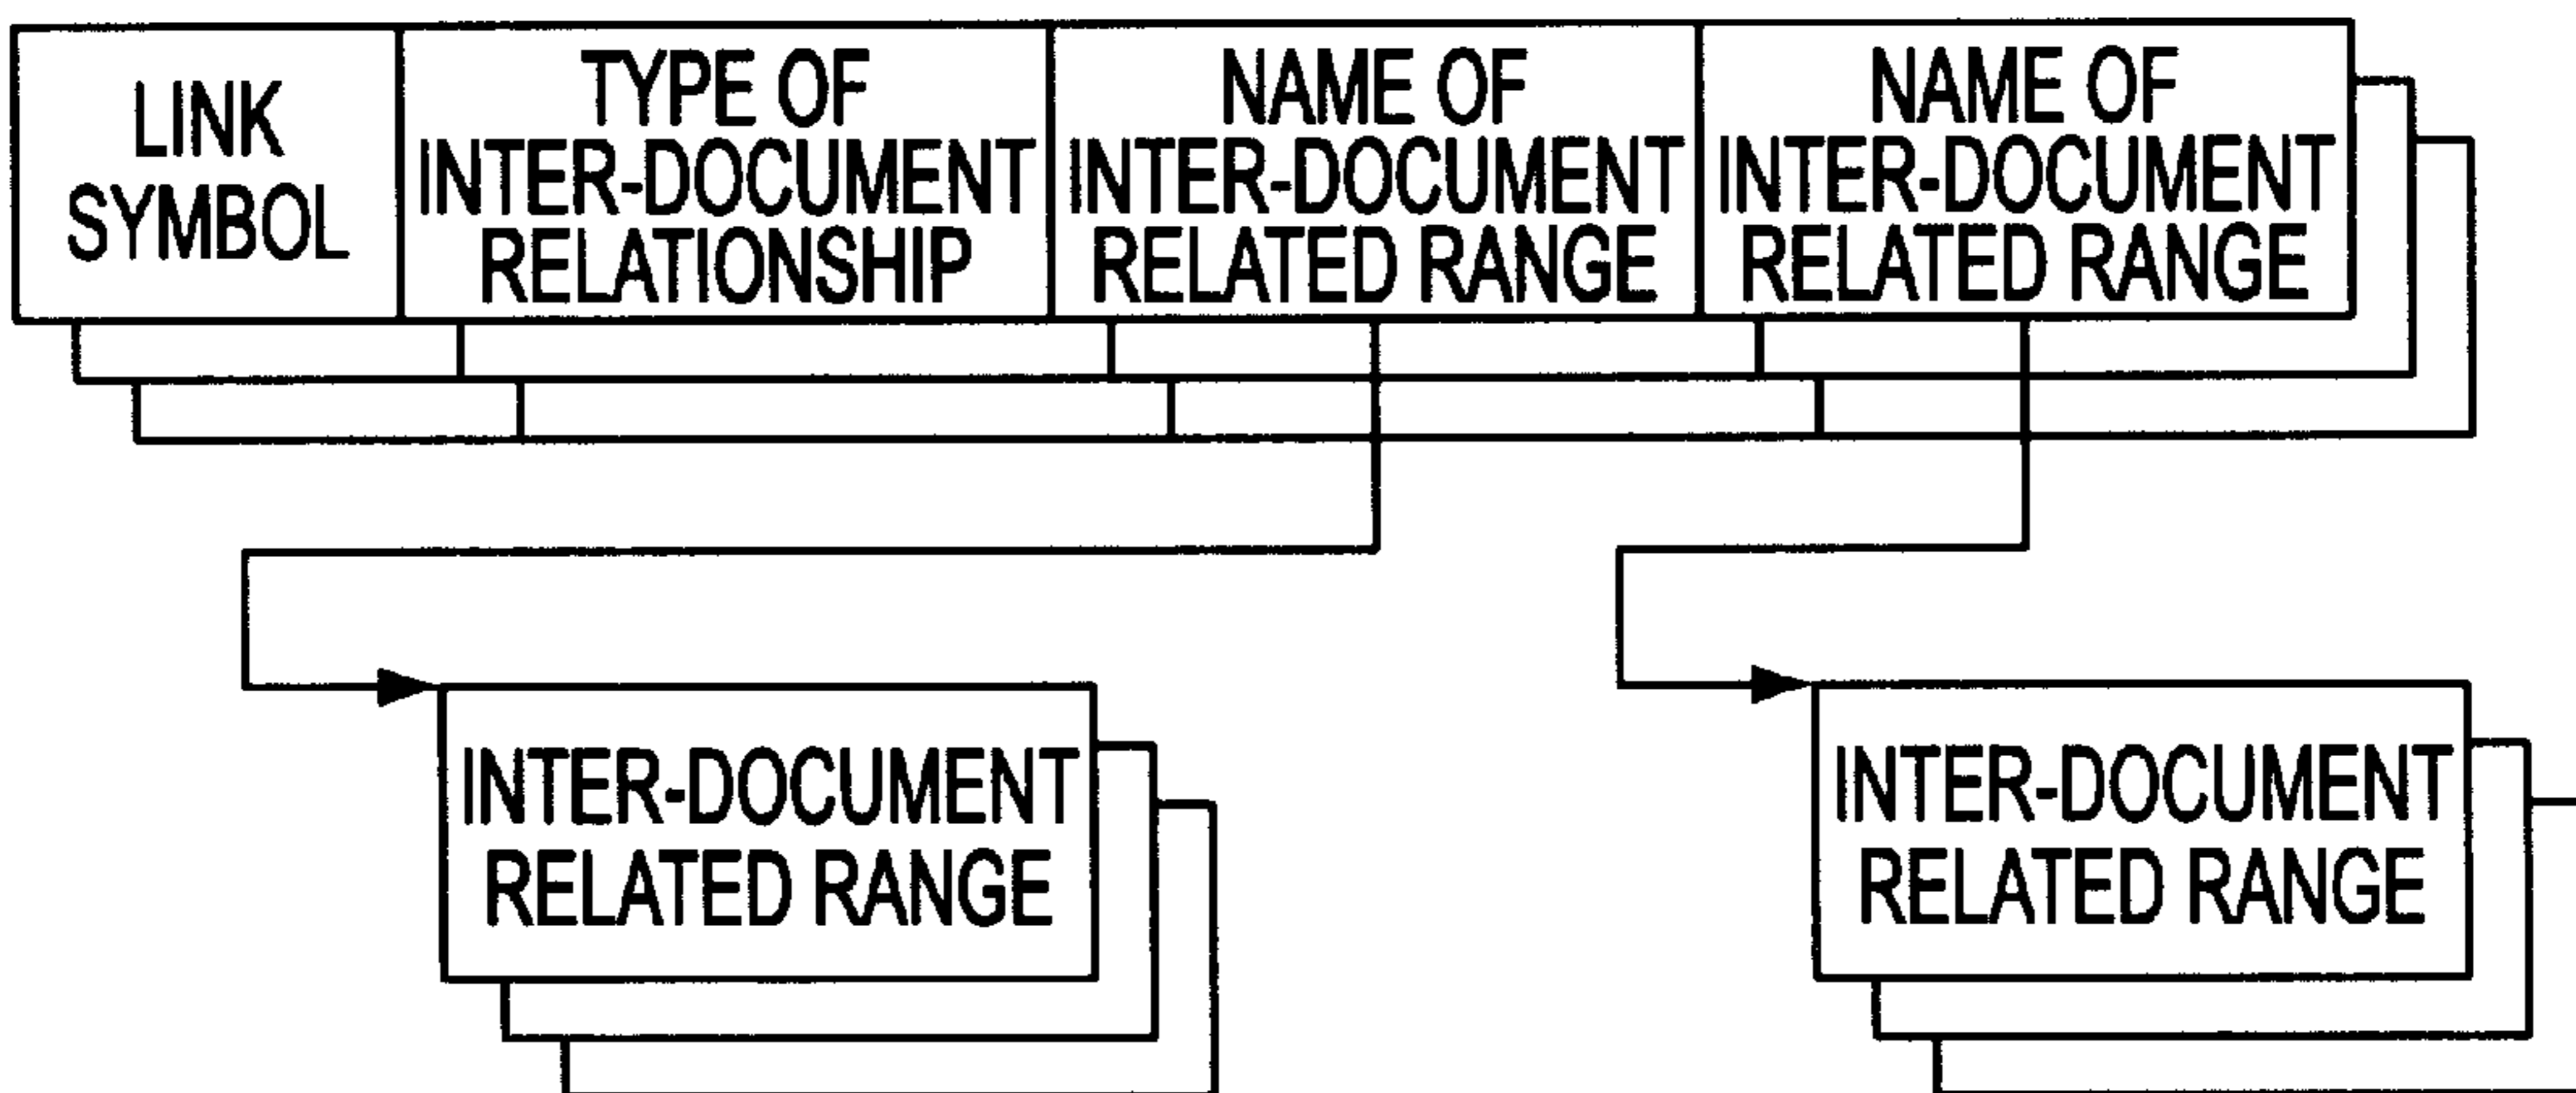 LINK
SYMBOL
TYPE OF
INTER-DOCUMENT
RELATIONSHIP
NAME OF
INTER-DOCUMENT
RELATED RANGE
NAME OF
INTER-DOCUMENT
RELATED RANGE
INTER-DOCUMENT
RELATED RANGE
INTER-DOCUMENT
RELATED RANGE